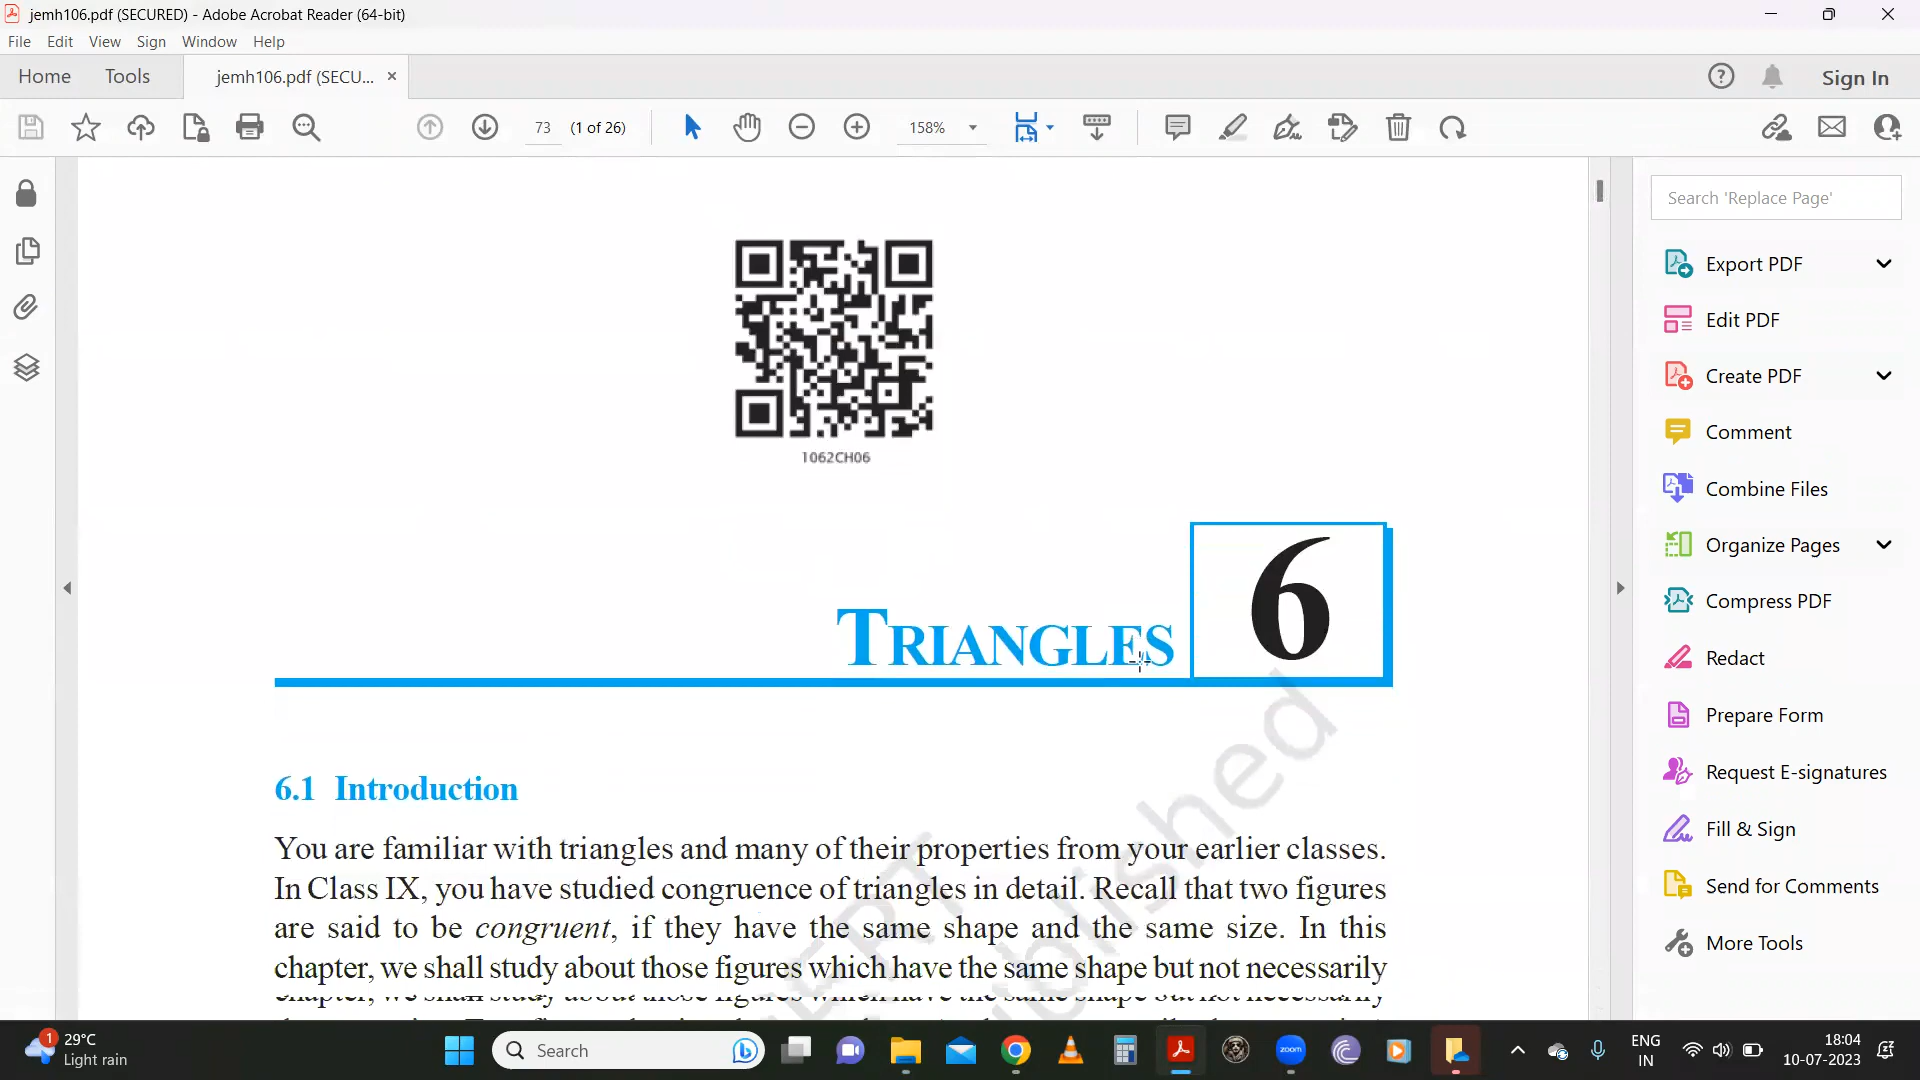 jemh106.pdf (SECURED) - Adobe Acrobat Reader (64-bit)
File Edit View Sign Window Help
Home Tools jemh106.pdf (SECU... × Sign In
73 (1 of 26) 158%
Search 'Replace Page'
Export PDF
Edit PDF
Create PDF
Comment
Combine Files
Organize Pages
Compress PDF
Redact
Prepare Form
Request E-signatures
Fill & Sign
Send for Comments
More Tools
1062CH06
TRIANGLES 6
6.1 Introduction
You are familiar with triangles and many of their properties from your earlier classes.
In Class IX, you have studied congruence of triangles in detail. Recall that two figures
are said to be congruent, if they have the same shape and the same size. In this
chapter, we shall study about those figures which have the same shape but not necessarily
29°C
Light rain
1
Search
zoom
ENG
IN
18:04
10-07-2023